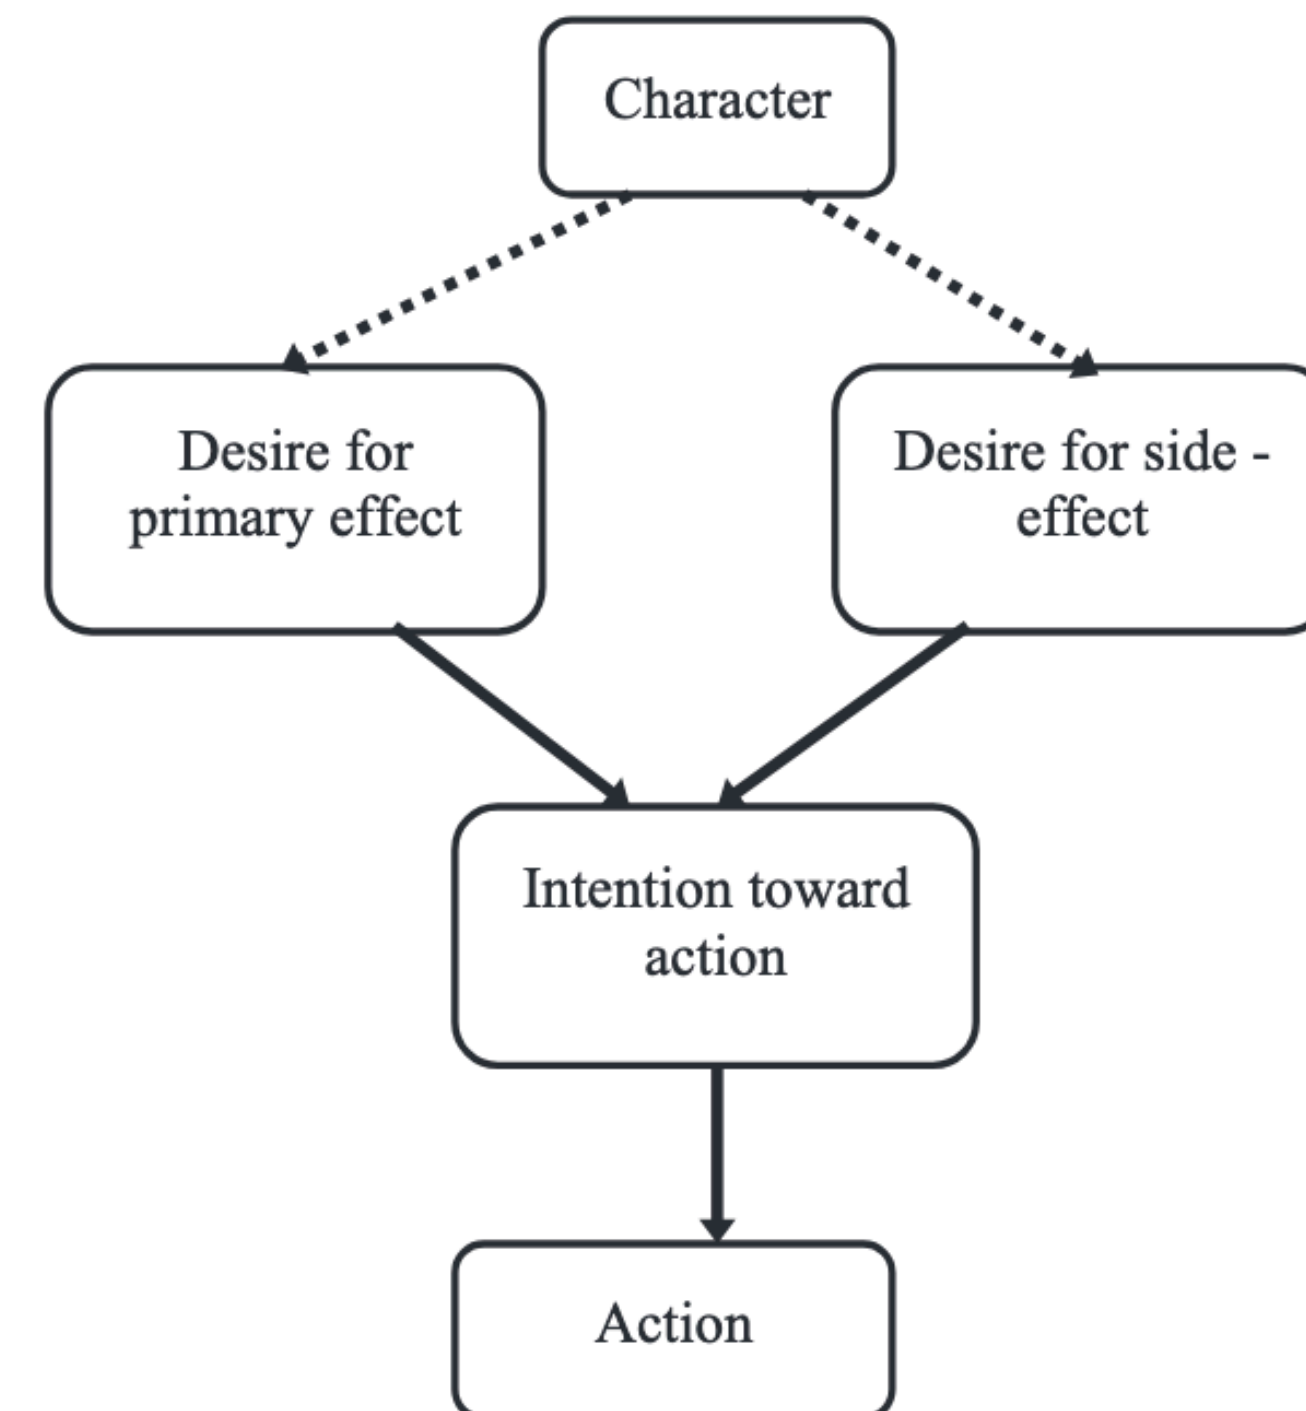 Character
Desire for
primary effect
Desire for side -
effect
Intention toward
action
Action